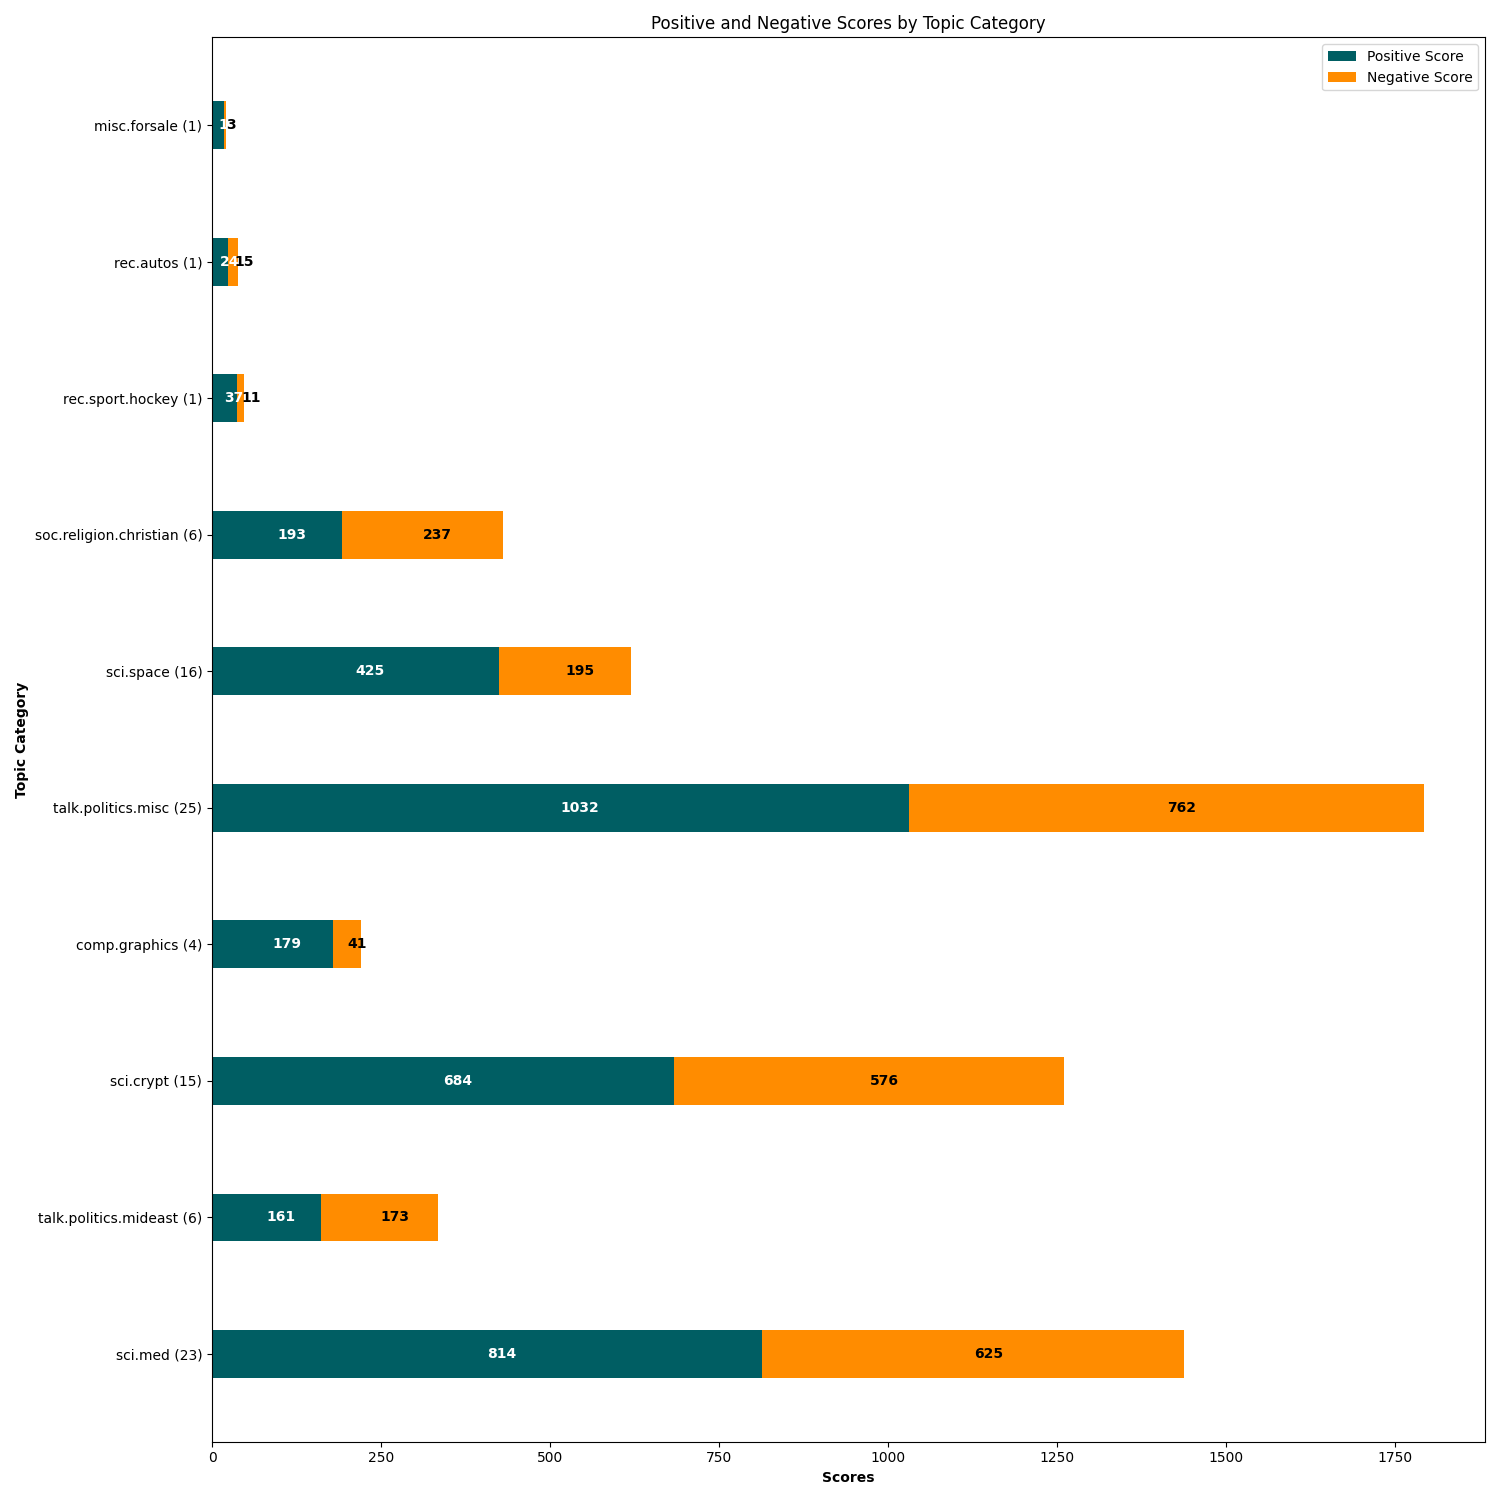 Positive and Negative Scores by Topic Category
Positive Score
Negative Score
misc.forsale (1)
3
rec.autos (1)
24
15
rec.sport.hockey (1)
37
11
soc.religion.christian (6)
193
237
sci.space (16)
425
195
talk.politics.misc (25)
1032
762
comp.graphics (4)
179
41
sci.crypt (15)
684
576
talk.politics.mideast (6)
161
173
sci.med (23)
814
625
Topic Category
0
250
500
750
1000
1250
1500
1750
Scores